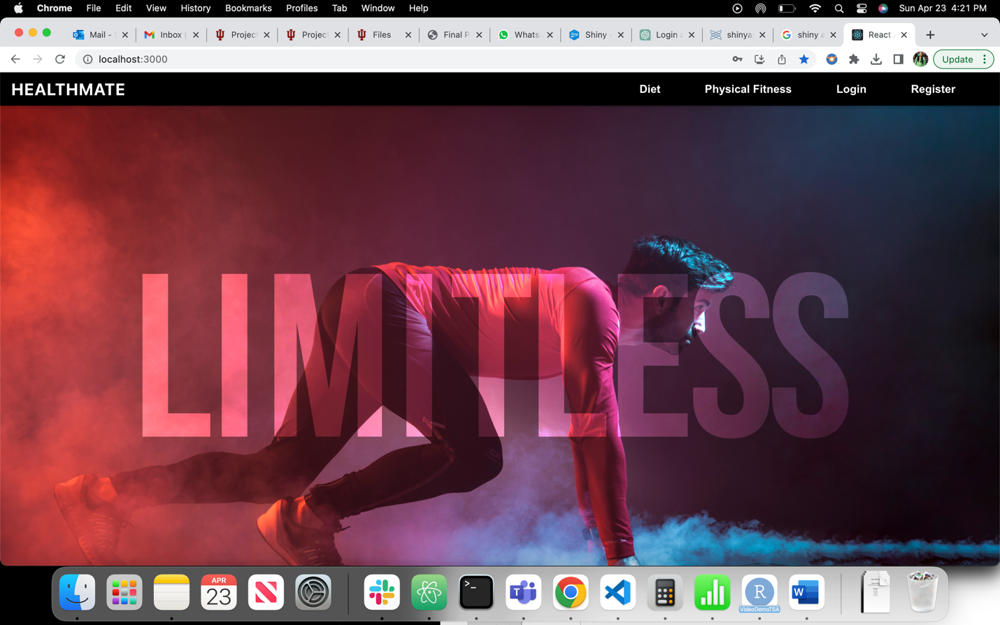 Chrome File Edit View History Bookmarks Profiles Tab Window Help Sun Apr 23 4:21 PM
Mail - Inbox ( Project Project Files Final P Whats Shiny - Login a shinya shiny a React
localhost:3000 Update
HEALTHMATE Diet Physical Fitness Login Register
LIMITLESS
APR
23
>_
T
R
W
VideoDemoTSA